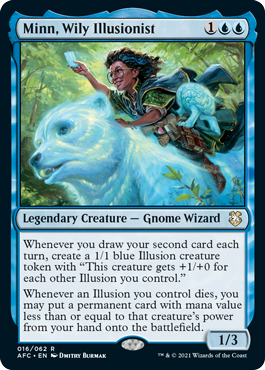 Minn, Wily Illusionist 1
Legendary Creature — Gnome Wizard
Whenever you draw your second card each
turn, create a 1/1 blue Illusion creature
token with “This creature gets +1/+0 for
each other Illusion you control.”
Whenever an Illusion you control dies, you
may put a permanent card with mana value
less than or equal to that creature’s power
from your hand onto the battlefield.
1/3
016/062 R
AFC • EN DMITRY BURMAK
™ & © 2021 Wizards of the Coast